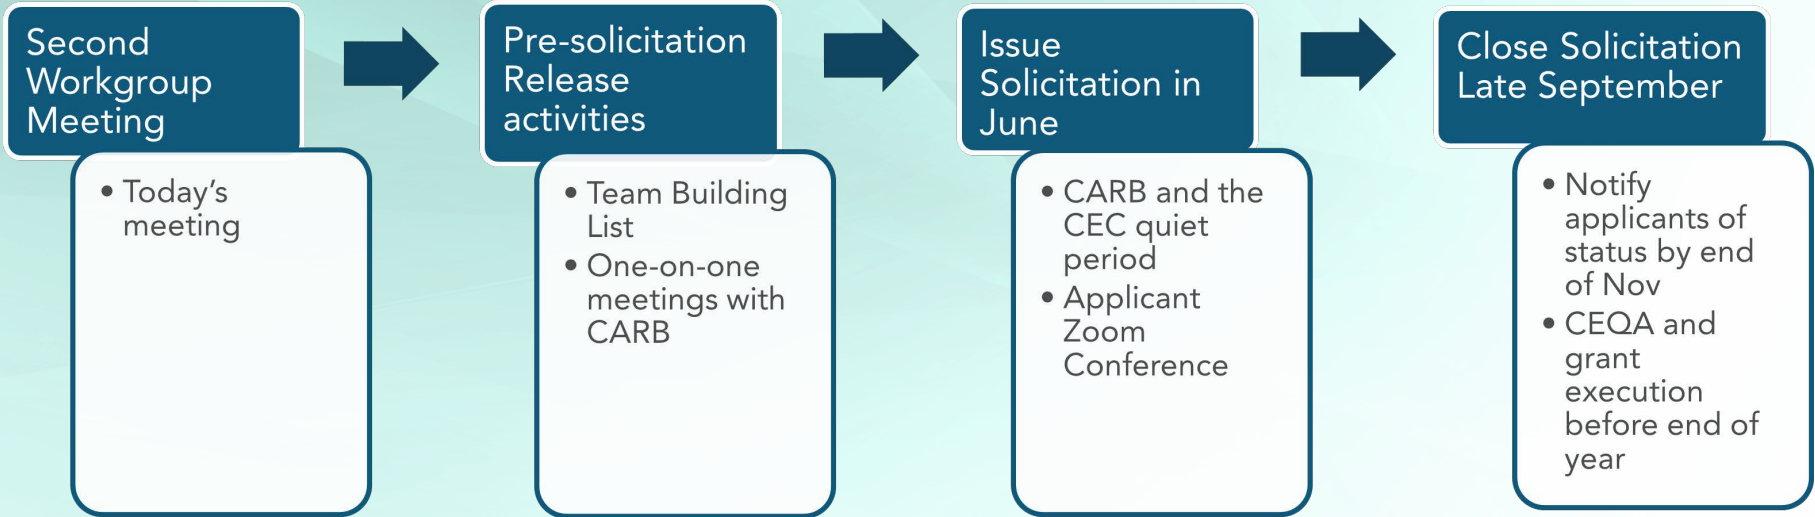 Second
Workgroup
Meeting
• Today's
meeting
Pre-solicitation
Release
activities
• Team Building
List
• One-on-one
meetings with
CARB
Issue
Solicitation in
June
• CARB and the
CEC quiet
period
• Applicant
Zoom
Conference
Close Solicitation
Late September
• Notify
applicants of
status by end
of Nov
• CEQA and
grant
execution
before end of
year